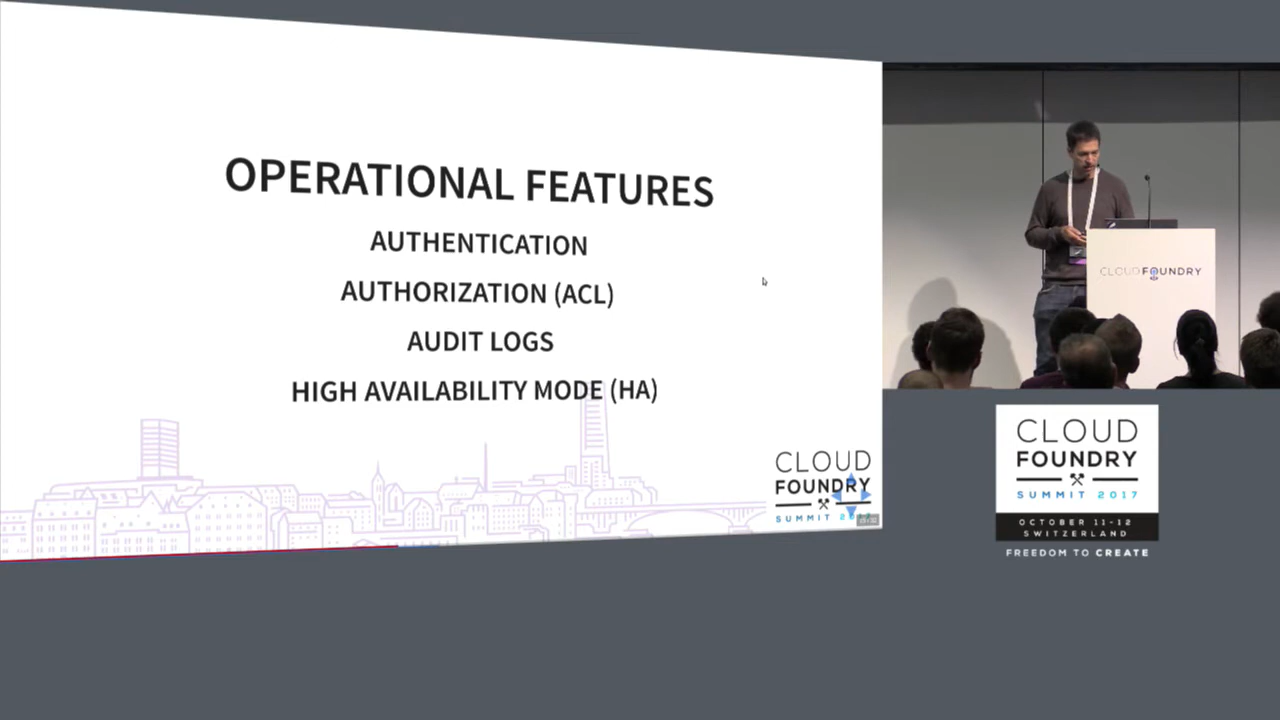 OPERATIONAL FEATURES
AUTHENTICATION
AUTHORIZATION (ACL)
AUDIT LOGS
HIGH AVAILABILITY MODE (HA)
CLOUD
FOUNDRY
SUMMIT
CLOUDFOUNDRY
CLOUD
FOUNDRY
SUMMIT 2017
OCTOBER 11-12
SWITZERLAND
FREEDOM TO CREATE